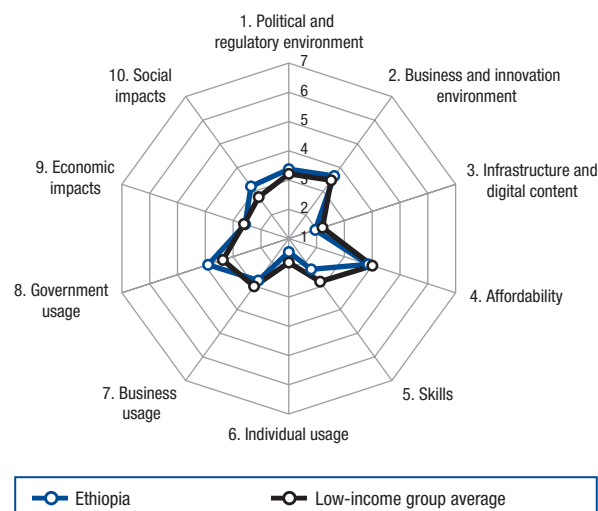 1. Political and
regulatory environment
2. Business and innovation
environment
3. Infrastructure and
digital content
4. Affordability
5. Skills
6. Individual usage
7. Business
usage
8. Government
usage
9. Economic
impacts
10. Social
impacts
7
6
5
4
3
2
1
Ethiopia
Low-income group average